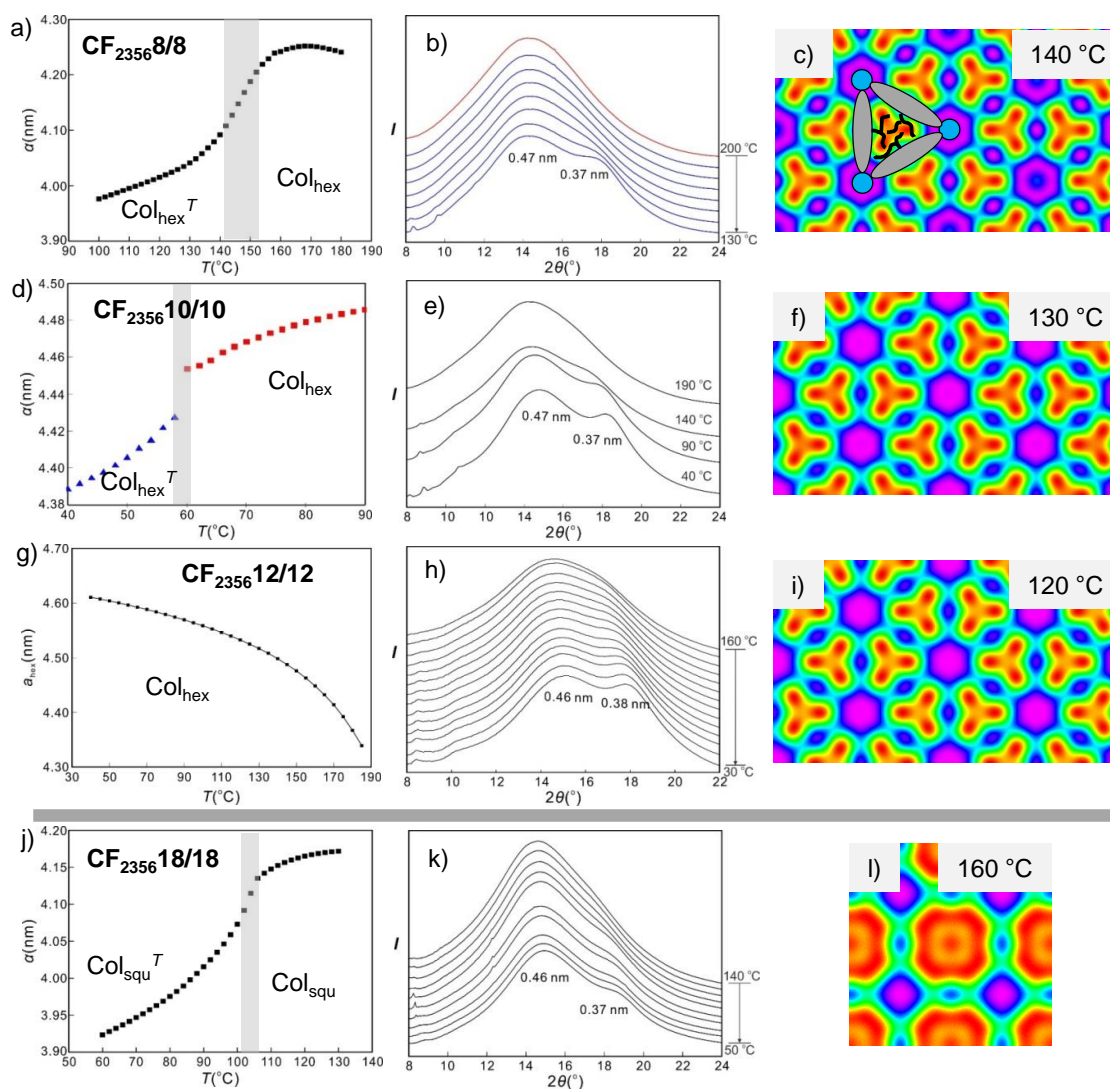 a)
CF₂₃₅₆8/8
α(nm)
4.30
4.20
4.10
4.00
3.90
Col_hex^T
Col_hex
90 100 110 120 130 140 150 160 170 180 190
T(°C)
b)
I
0.47 nm
0.37 nm
200 °C
130 °C
8 10 12 14 16 18 20 22 24
2θ(°)
c)
140 °C
d)
CF₂₃₅₆10/10
α(nm)
4.50
4.48
4.46
4.44
4.42
4.40
4.38
Col_hex^T
Col_hex
40 50 60 70 80 90
T(°C)
e)
I
0.47 nm
0.37 nm
190 °C
140 °C
90 °C
40 °C
8 10 12 14 16 18 20 22 24
2θ(°)
f)
130 °C
g)
CF₂₃₅₆12/12
a_hex(nm)
4.70
4.60
4.50
4.40
4.30
Col_hex
30 50 70 90 110 130 150 170 190
T(°C)
h)
I
0.46 nm
0.38 nm
160 °C
30 °C
8 10 12 14 16 18 20 22
2θ(°)
i)
120 °C
j)
CF₂₃₅₆18/18
α(nm)
4.20
4.15
4.10
4.05
4.00
3.95
3.90
Col_squ^T
Col_squ
50 60 70 80 90 100 110 120 130 140
T(°C)
k)
I
0.46 nm
0.37 nm
140 °C
50 °C
8 10 12 14 16 18 20 22 24
2θ(°)
l)
160 °C